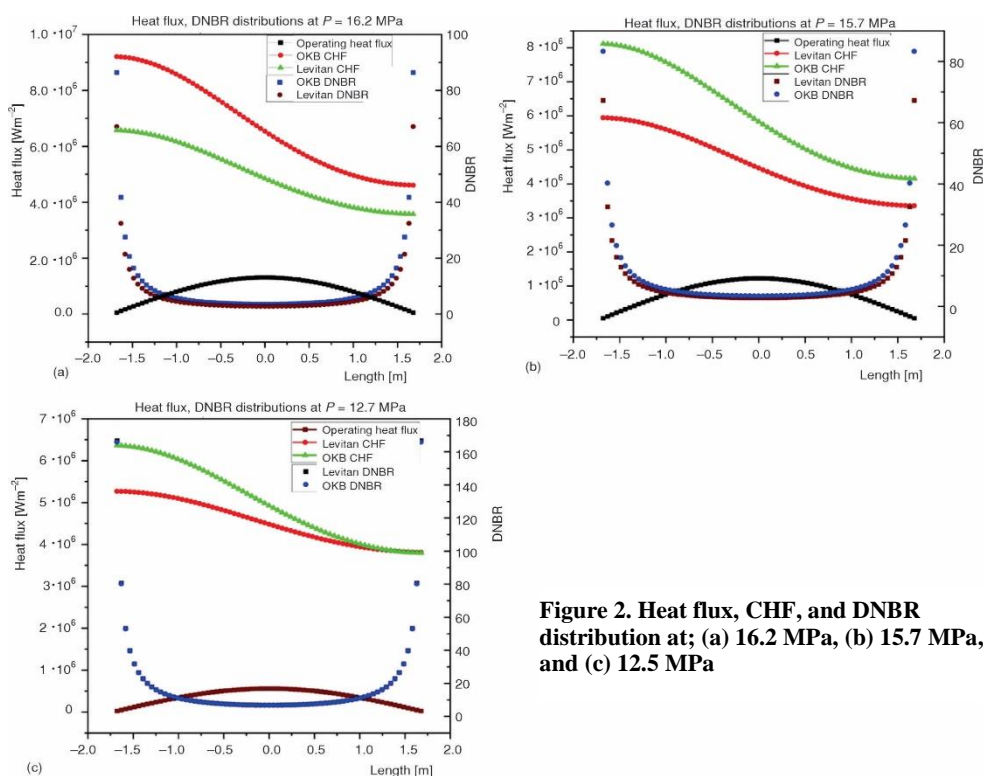 Heat flux, DNBR distributions at P = 16.2 MPa
1.0 •10⁷
8.0•10⁶
6.0•10⁶
4.0•10⁶
2.0•10⁶
0.0
Heat flux [Wm⁻²]
Operating heat flux
OKB CHF
Levitan CHF
OKB DNBR
Levitan DNBR
100
80
60
40
20
0
DNBR
−2.0 −1.5 −1.0 −0.5 0.0 0.5 1.0 1.5 2.0
Length [m]
(a)
Heat flux, DNBR distributions at P = 15.7 MPa
8•10⁶
7•10⁶
6•10⁶
5•10⁶
4•10⁶
3•10⁶
2•10⁶
1•10⁶
0
Heat flux [Wm⁻²]
Operating heat flux
Levitan CHF
OKB CHF
Levitan DNBR
OKB DNBR
80
60
40
20
0
DNBR
−2.0 −1.5 −1.0 −0.5 0.0 0.5 1.0 1.5 2.0
Length [m]
(b)
Heat flux, DNBR distributions at P = 12.7 MPa
7 •10⁶
6•10⁶
5•10⁶
4•10⁶
3•10⁶
2•10⁶
1•10⁶
0
Heat flux [Wm⁻²]
Operating heat flux
Levitan CHF
OKB CHF
Levitan DNBR
OKB DNBR
180
160
140
120
100
80
60
40
20
0
DNBR
−2.0 −1.5 −1.0 −0.5 0.0 0.5 1.0 1.5 2.0
Length [m]
(c)
Figure 2. Heat flux, CHF, and DNBR
distribution at; (a) 16.2 MPa, (b) 15.7 MPa,
and (c) 12.5 MPa